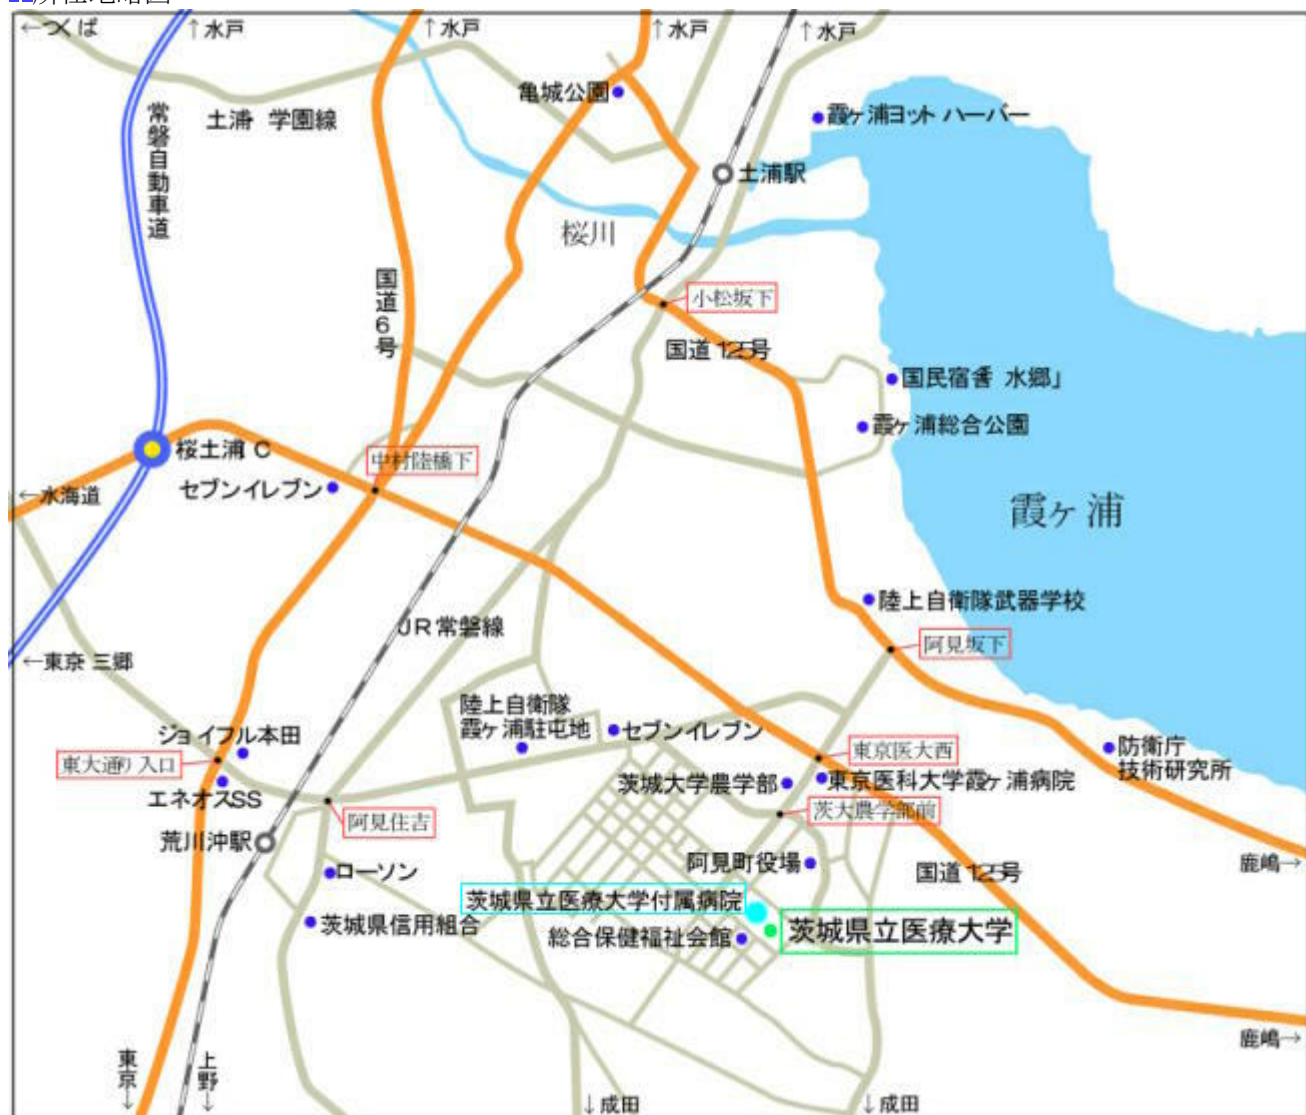 所在地略図
←つくば
↑水戸
↑水戸
↑水戸
↑水戸
常磐自動車道
土浦 学園線
亀城公園
霞ヶ浦ヨットハーバー
土浦駅
桜川
国道6号
小松坂下
国道125号
国民宿舎「水郷」
霞ヶ浦総合公園
桜土浦IC
中村陸橋下
セブンイレブン
←水海道
霞ヶ浦
陸上自衛隊武器学校
JR常磐線
阿見坂下
←東京 三郷
陸上自衛隊
霞ヶ浦駐屯地
セブンイレブン
ジョイフル本田
東大通り入口
東京医大西
防衛庁
技術研究所
茨城大学農学部
東京医科大学霞ヶ浦病院
エネオスSS
阿見住吉
茨大農学部前
荒川沖駅
ローソン
阿見町役場
国道125号
鹿嶋→
茨城県立医療大学付属病院
茨城県信用組合
総合保健福祉会館
茨城県立医療大学
鹿嶋→
東京↓
上野↓
↓成田
↓成田